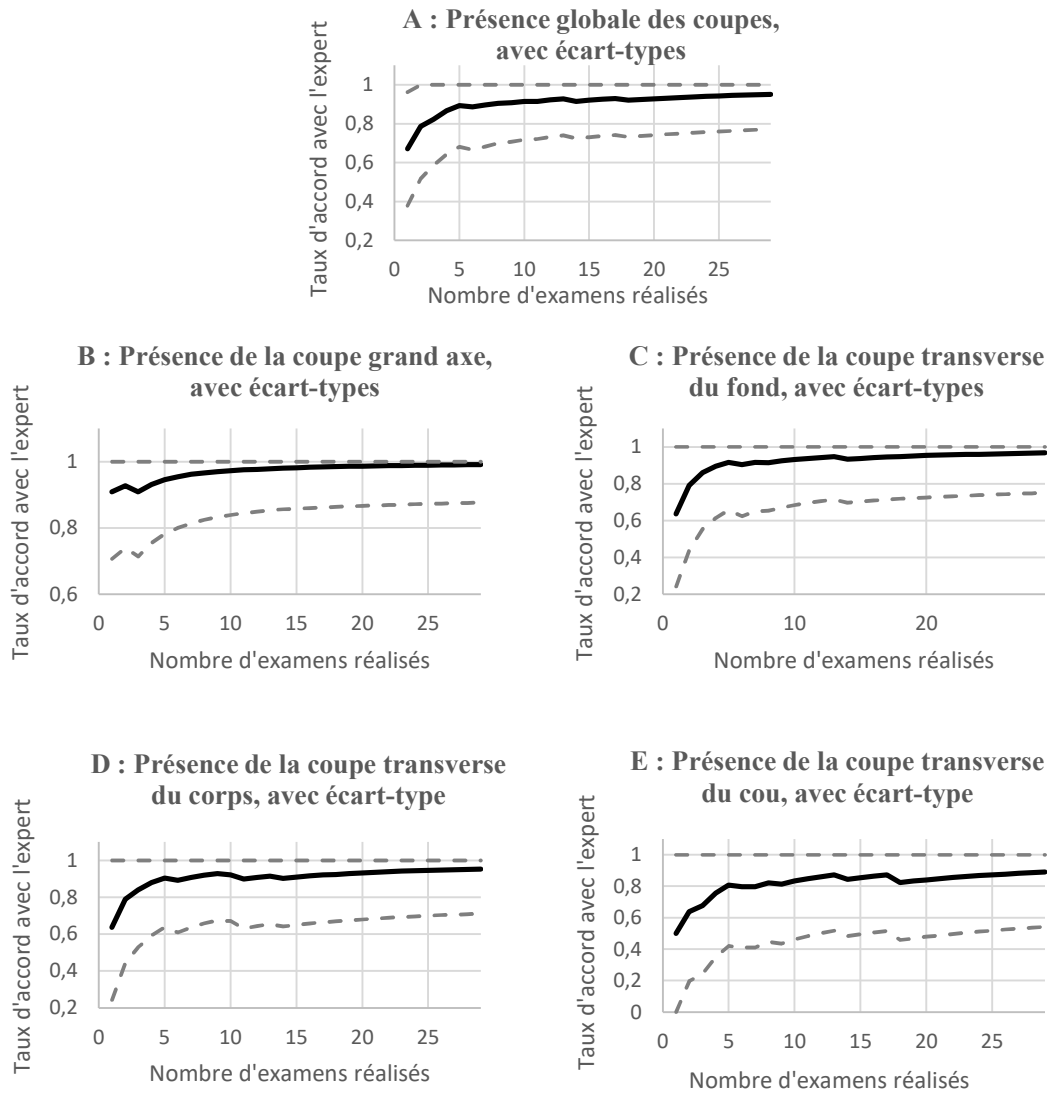 A : Présence globale des coupes,
avec écart-types
Taux d'accord avec l'expert
1
0,8
0,6
0,4
0,2
0 5 10 15 20 25
Nombre d'examens réalisés
B : Présence de la coupe grand axe,
avec écart-types
Taux d'accord avec l'expert
1
0,8
0,6
0 5 10 15 20 25
Nombre d'examens réalisés
C : Présence de la coupe transverse
du fond, avec écart-types
Taux d'accord avec l'expert
1
0,8
0,6
0,4
0,2
0 10 20
Nombre d'examens réalisés
D : Présence de la coupe transverse
du corps, avec écart-type
Taux d'accord avec l'expert
1
0,8
0,6
0,4
0,2
0 5 10 15 20 25
Nombre d'examens réalisés
E : Présence de la coupe transverse
du cou, avec écart-type
Taux d'accord avec l'expert
1
0,8
0,6
0,4
0,2
0
0 5 10 15 20 25
Nombre d'examens réalisés